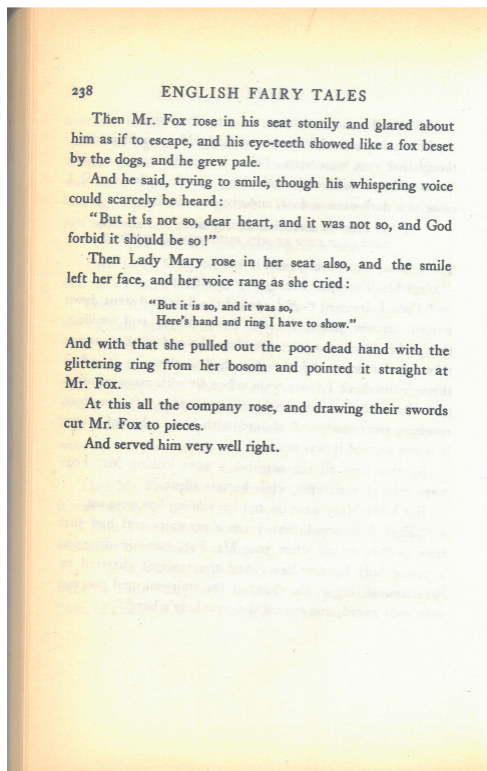 238 ENGLISH FAIRY TALES
Then Mr. Fox rose in his seat stonily and glared about
him as if to escape, and his eye-teeth showed like a fox beset
by the dogs, and he grew pale.
And he said, trying to smile, though his whispering voice
could scarcely be heard :
"But it is not so, dear heart, and it was not so, and God
forbid it should be so !"
Then Lady Mary rose in her seat also, and the smile
left her face, and her voice rang as she cried :
"But it is so, and it was so,
Here's hand and ring I have to show."
And with that she pulled out the poor dead hand with the
glittering ring from her bosom and pointed it straight at
Mr. Fox.
At this all the company rose, and drawing their swords
cut Mr. Fox to pieces.
And served him very well right.